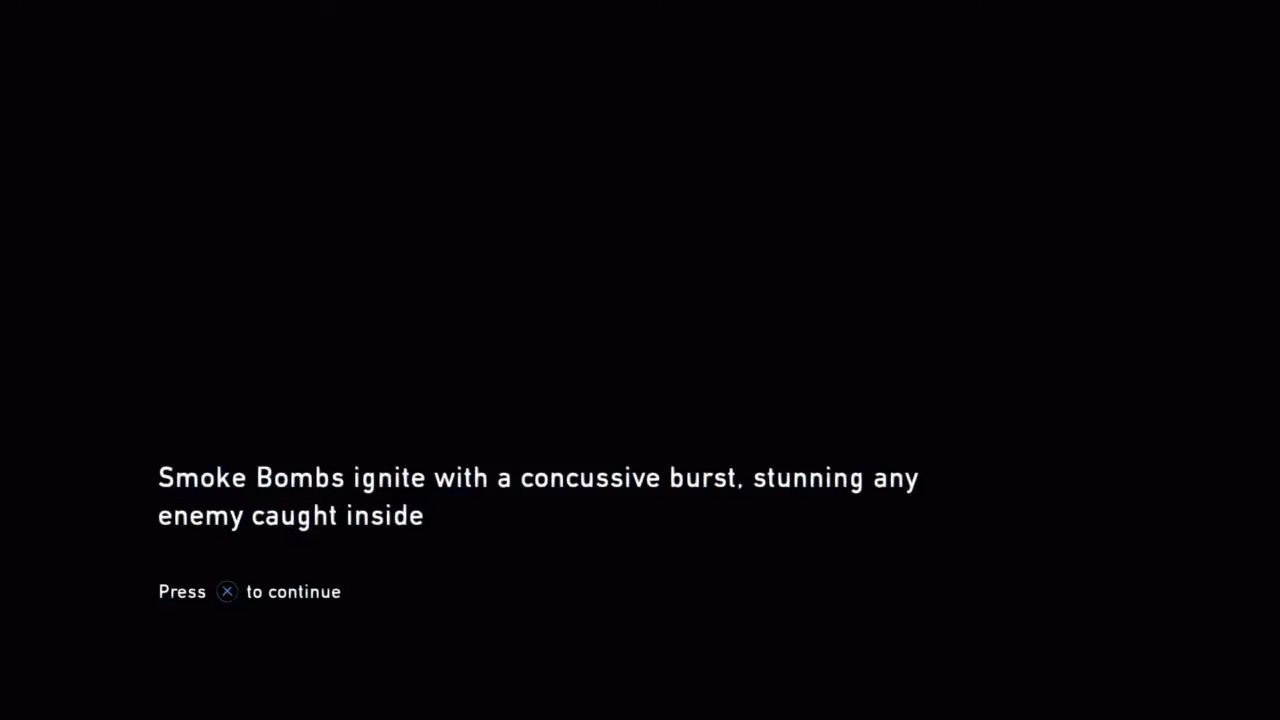 Smoke Bombs ignite with a concussive burst, stunning any
enemy caught inside
Press ⓧ to continue